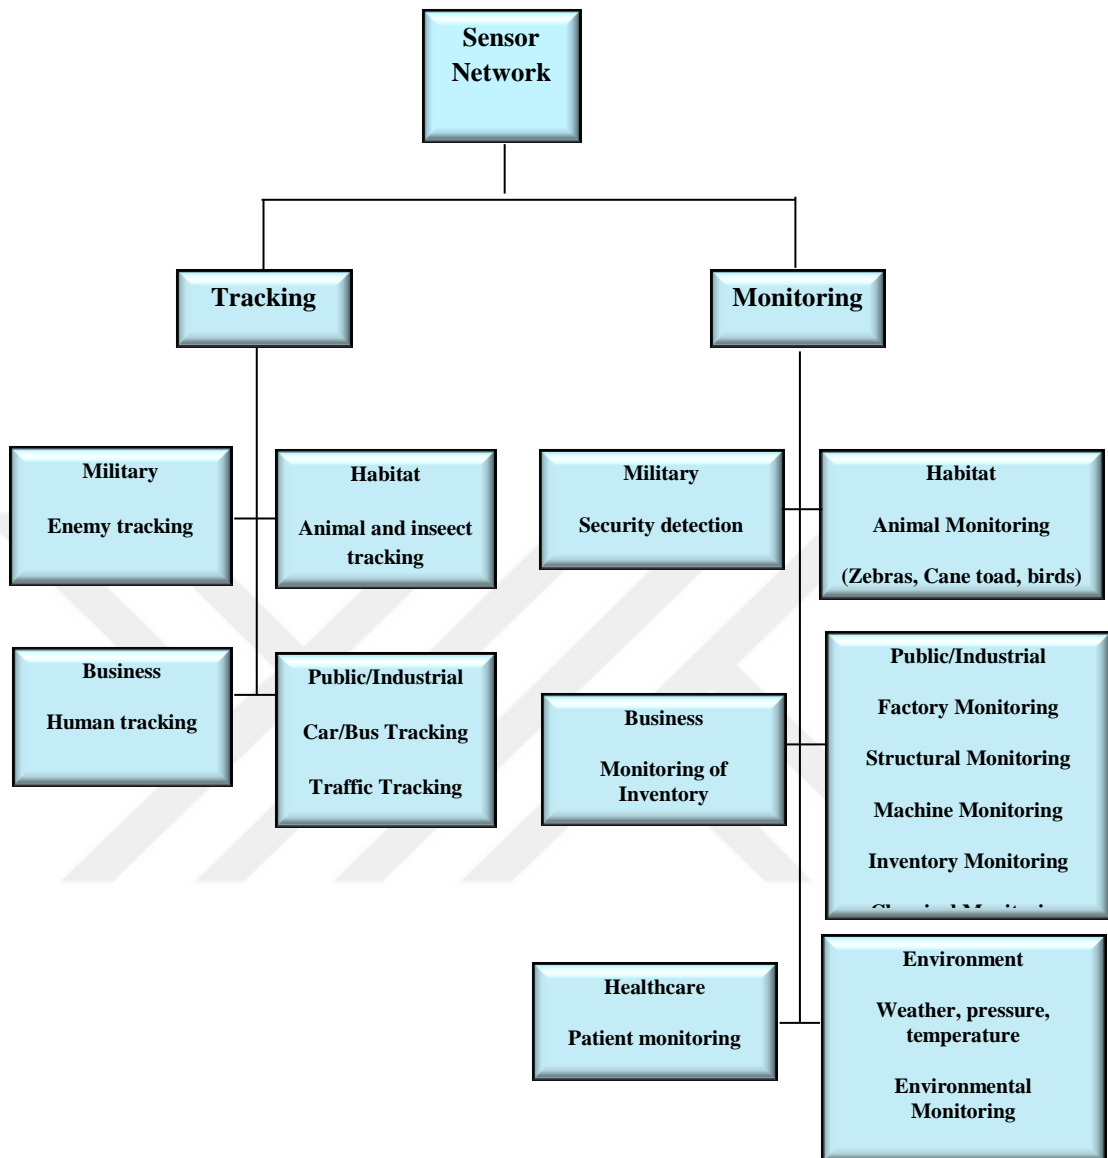 Sensor
Network
Tracking
Monitoring
Military
Enemy tracking
Habitat
Animal and inseect
tracking
Military
Security detection
Habitat
Animal Monitoring
(Zebras, Cane toad, birds)
Business
Human tracking
Public/Industrial
Car/Bus Tracking
Traffic Tracking
Business
Monitoring of
Inventory
Public/Industrial
Factory Monitoring
Structural Monitoring
Machine Monitoring
Inventory Monitoring
Healthcare
Patient monitoring
Environment
Weather, pressure,
temperature
Environmental
Monitoring